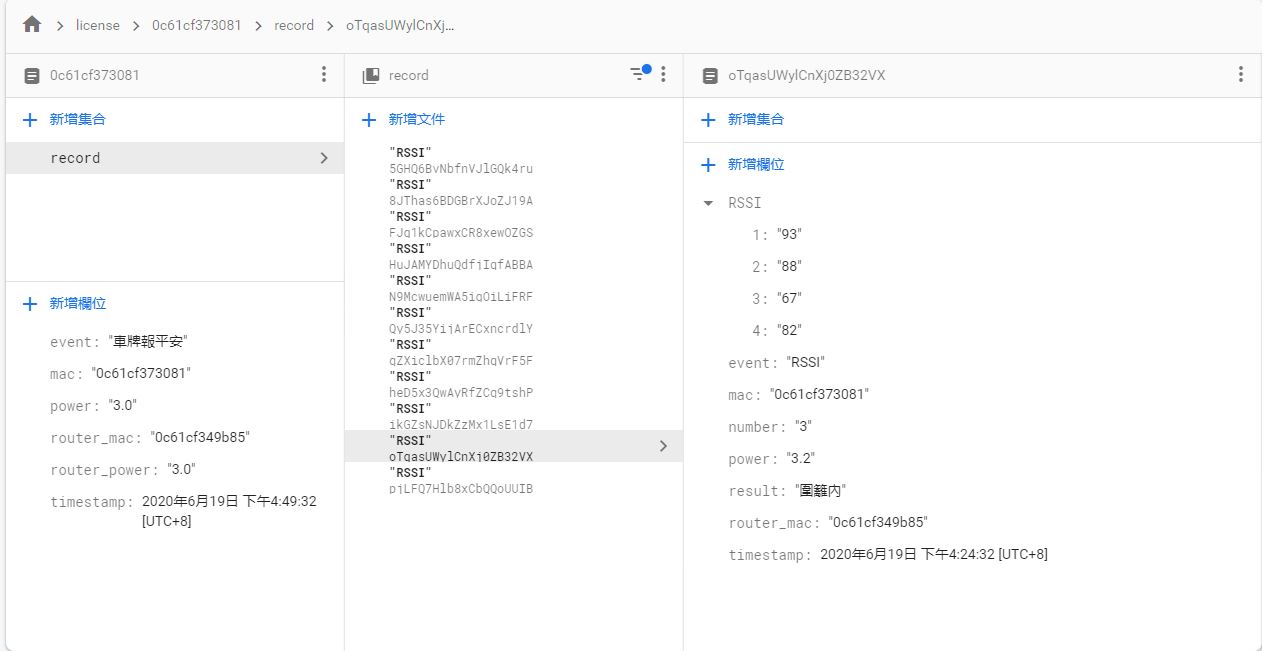 license
0c61cf373081
record
oTqasUWylCnXj...
0c61cf373081
新增集合
record
新增欄位
event: "車牌報平安"
mac: "0c61cf373081"
power: "3.0"
router_mac: "0c61cf349b85"
router_power: "3.0"
timestamp: 2020年6月19日 下午4:49:32
[UTC+8]
record
新增文件
"RSSI"
5GHQ6BvNbfnVJlGQk4ru
"RSSI"
8JThas6BDGBrXJoZJ19A
"RSSI"
FJq1kCpawxCR8xewOZGS
"RSSI"
HuJAMYDhuQdfjIqfABBA
"RSSI"
N9McwuemWA5iqOiLiFRF
"RSSI"
Qy5J35YijArECxncrdlY
"RSSI"
qZXiclbX07rmZhqVrF5F
"RSSI"
heD5x3QwAyRfZCq9tshP
"RSSI"
ikGZsNJDkZzMx1LsE1d7
"RSSI"
oTqasUWylCnXj0ZB32VX
"RSSI"
pjLFQ7Hlb8xCbQQoUUIB
oTqasUWylCnXj0ZB32VX
新增集合
新增欄位
RSSI
1: "93"
2: "88"
3: "67"
4: "82"
event: "RSSI"
mac: "0c61cf373081"
number: "3"
power: "3.2"
result: "圍籬內"
router_mac: "0c61cf349b85"
timestamp: 2020年6月19日 下午4:24:32 [UTC+8]